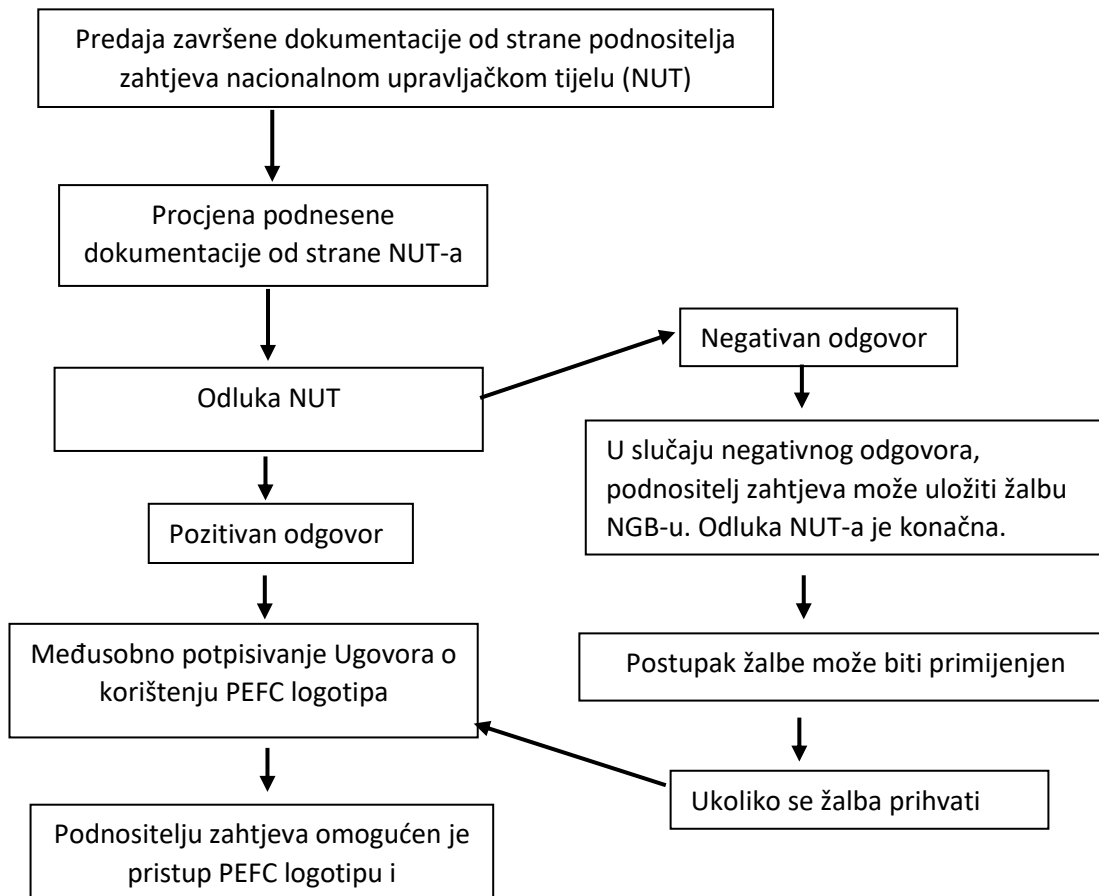 Predaja završene dokumentacije od strane podnositelja
zahtjeva nacionalnom upravljačkom tijelu (NUT)
Procjena podnesene
dokumentacije od strane NUT-a
Odluka NUT
Negativan odgovor
U slučaju negativnog odgovora,
podnositelj zahtjeva može uložiti žalbu
NGB-u. Odluka NUT-a je konačna.
Pozitivan odgovor
Međusobno potpisivanje Ugovora o
korištenju PEFC logotipa
Postupak žalbe može biti primijenjen
Ukoliko se žalba prihvati
Podnositelju zahtjeva omogućen je
pristup PEFC logotipu i